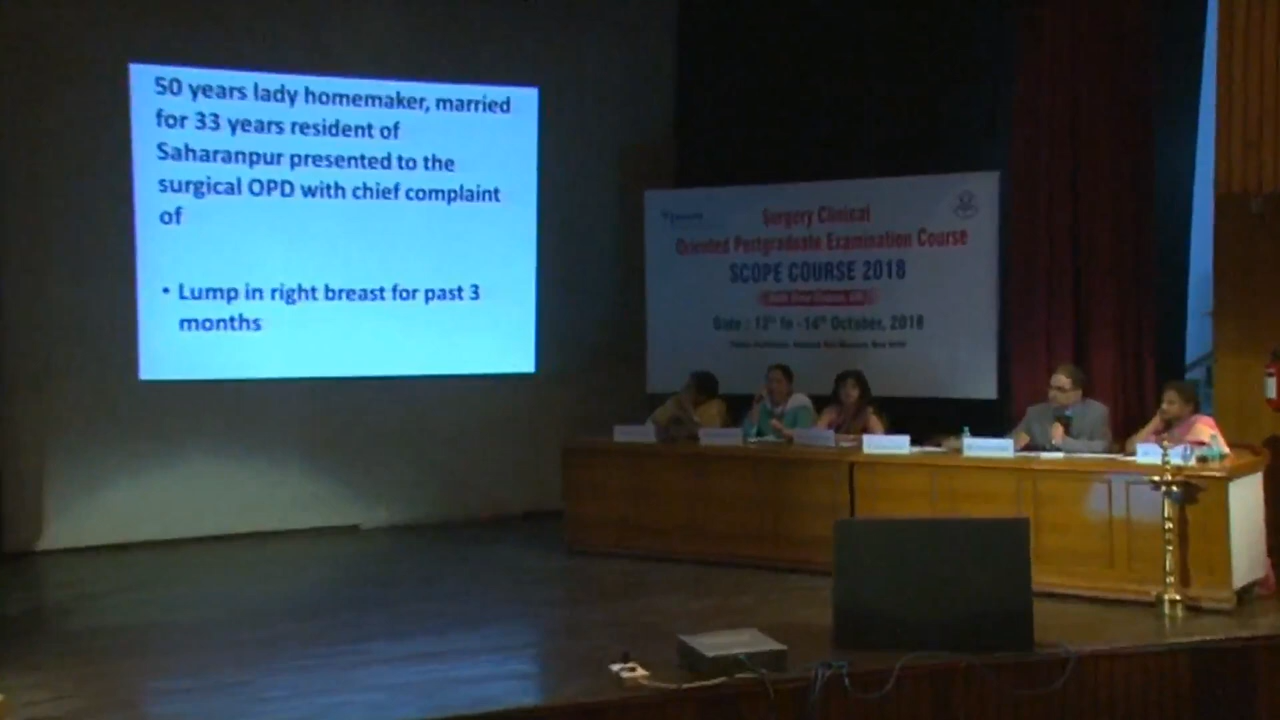 50 years lady homemaker, married
for 33 years resident of
Saharanpur presented to the
surgical OPD with chief complaint
of
• Lump in right breast for past 3
months
Surgery Clinical
Oriented Postgraduate Examination Course
SCOPE COURSE 2018
Date : 12th to -14th October, 2018